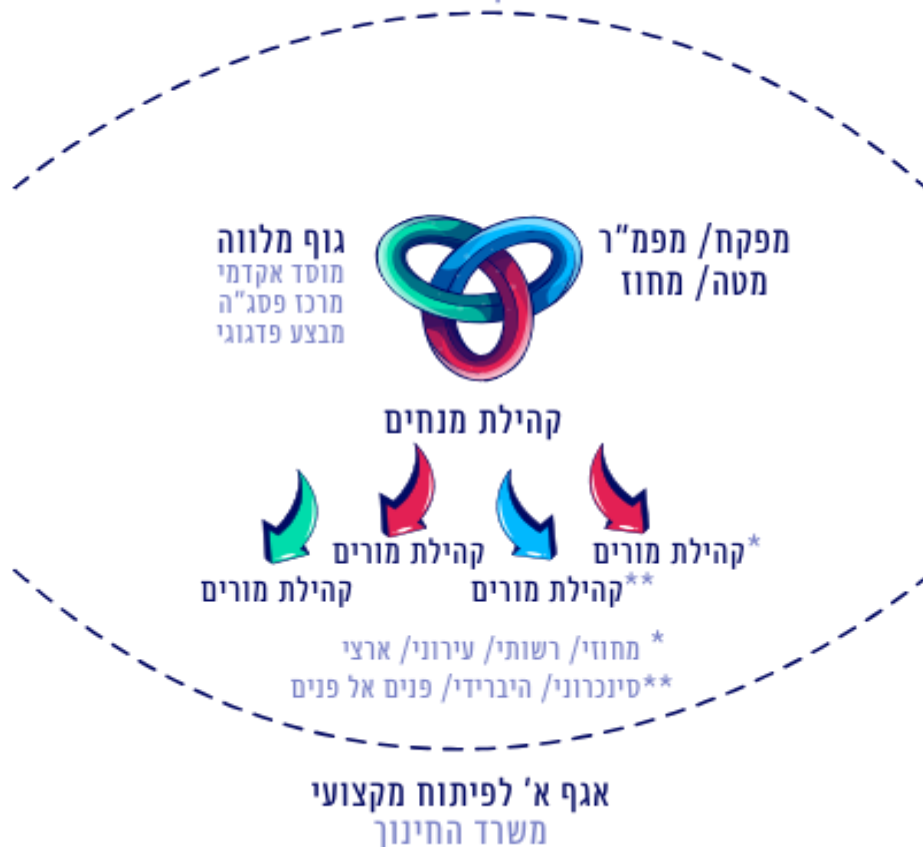 מפקח/ מפמ"ר
מטה/ מחוז
גוף מלווה
מוסד אקדמי
מרכז פסג"ה
מבצע פדגוגי
קהילת מנחים
*קהילת מורים
קהילת מורים
**קהילת מורים
קהילת מורים
* מחוזי/ רשותי/ עירוני/ ארצי
**סינכרוני/ היברידי/ פנים אל פנים
אגף א' לפיתוח מקצועי
משרד החינוך